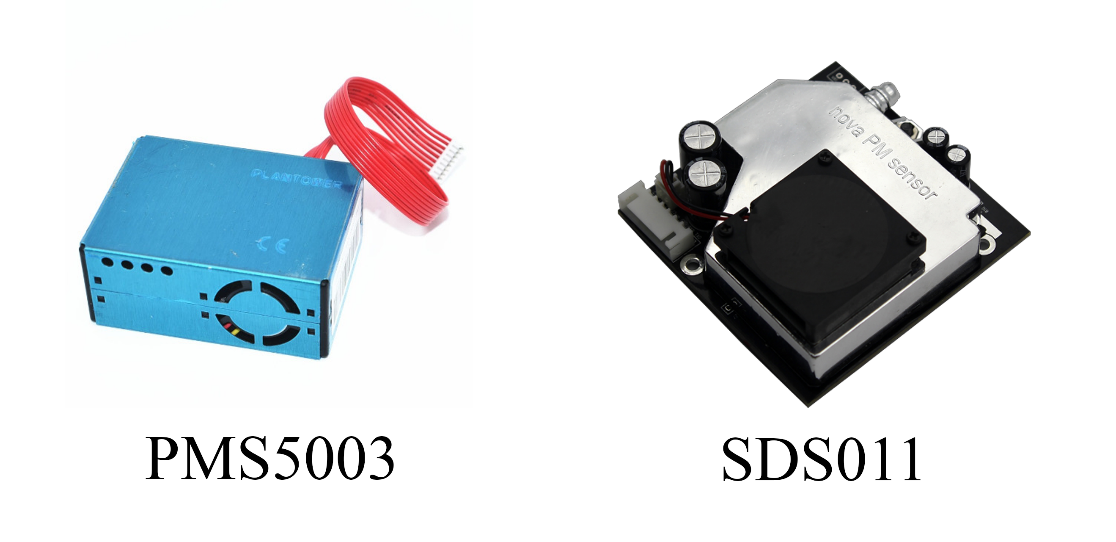 PLANTOWER
CE
nova PM sensor
PMS5003
SDS011